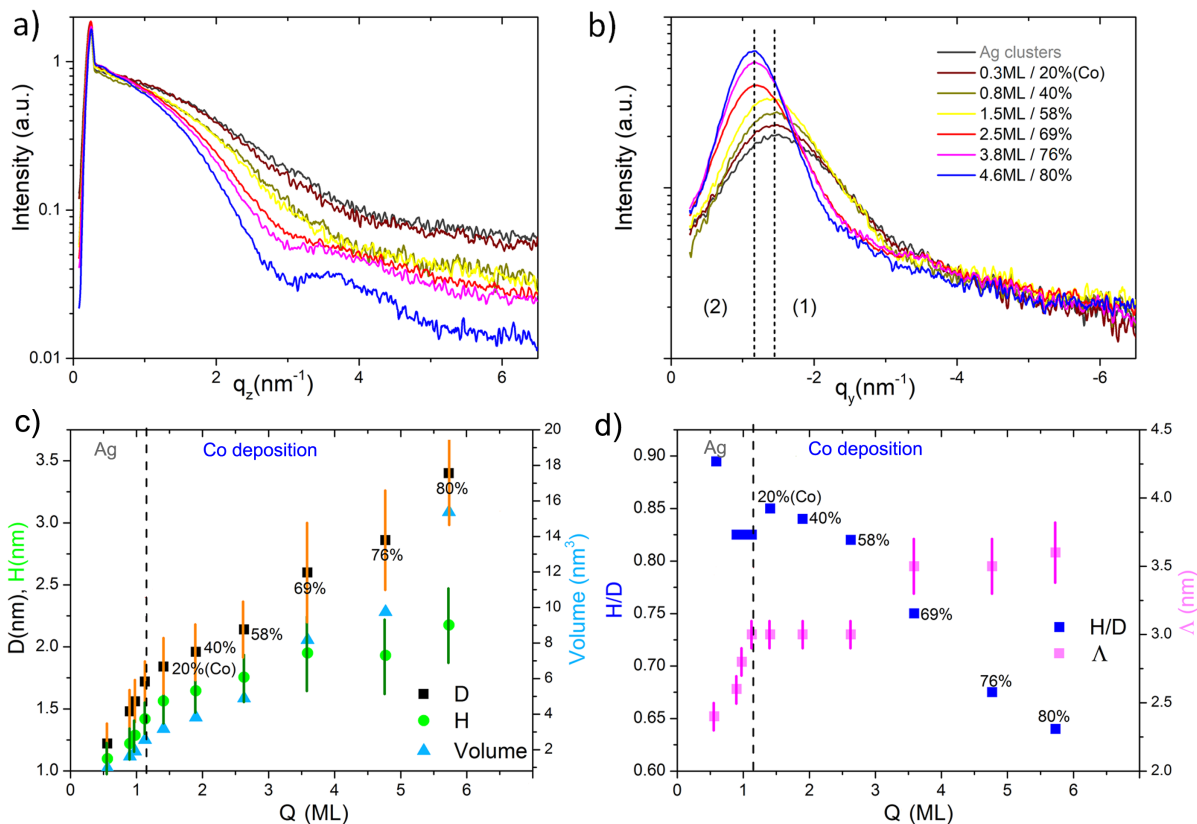 a)
1
0.1
0.01
Intensity (a.u.)
0 2 4 6
q_z(nm⁻¹)
b)
Intensity (a.u.)
Ag clusters
0.3ML / 20%(Co)
0.8ML / 40%
1.5ML / 58%
2.5ML / 69%
3.8ML / 76%
4.6ML / 80%
(2) (1)
0 -2 -4 -6
q_y(nm⁻¹)
c)
Ag Co deposition
3.5
3.0
2.5
2.0
1.5
1.0
D(nm), H(nm)
80%
76%
69%
58%
40%
20%(Co)
D
H
Volume
20
18
16
14
12
10
8
6
4
2
Volume (nm³)
0 1 2 3 4 5 6 7
Q (ML)
d)
Ag Co deposition
0.90
0.85
0.80
0.75
0.70
0.65
0.60
H/D
20%(Co)
40%
58%
69%
76%
80%
H/D
Λ
4.5
4.0
3.5
3.0
2.5
2.0
Λ (nm)
0 1 2 3 4 5 6 7
Q (ML)